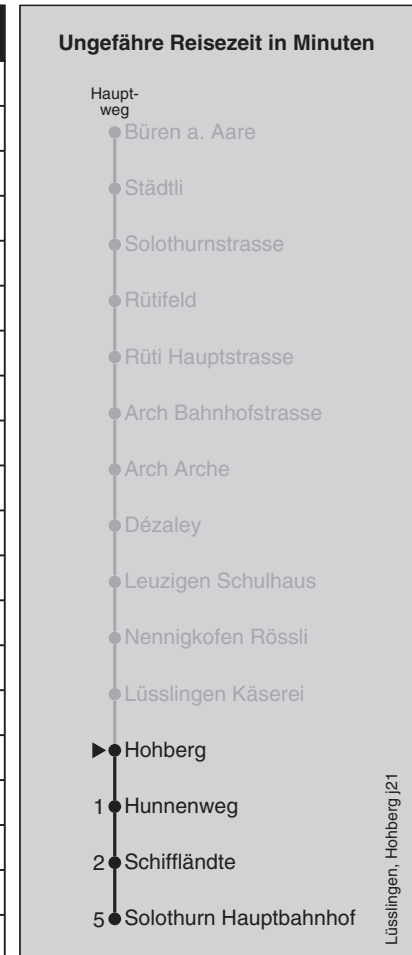 Ungefähre Reisezeit in Minuten
Haupt-
weg
Büren a. Aare
Städtli
Solothurnstrasse
Rütifeld
Rüti Hauptstrasse
Arch Bahnhofstrasse
Arch Arche
Dézaley
Leuzigen Schulhaus
Nennigkofen Rössli
Lüsslingen Käserei
Hohberg
1 Hunnenweg
2 Schiffländte
5 Solothurn Hauptbahnhof
Lüsslingen, Hohberg j21